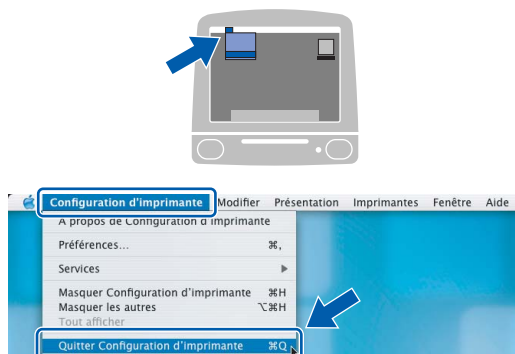 Configuration d'imprimante Modifier Présentation Imprimantes Fenêtre Aide
A propos de Configuration d'imprimante
Préférences... ⌘,
Services ▶
Masquer Configuration d'imprimante ⌘H
Masquer les autres ⌥⌘H
Tout afficher
Quitter Configuration d'imprimante ⌘Q